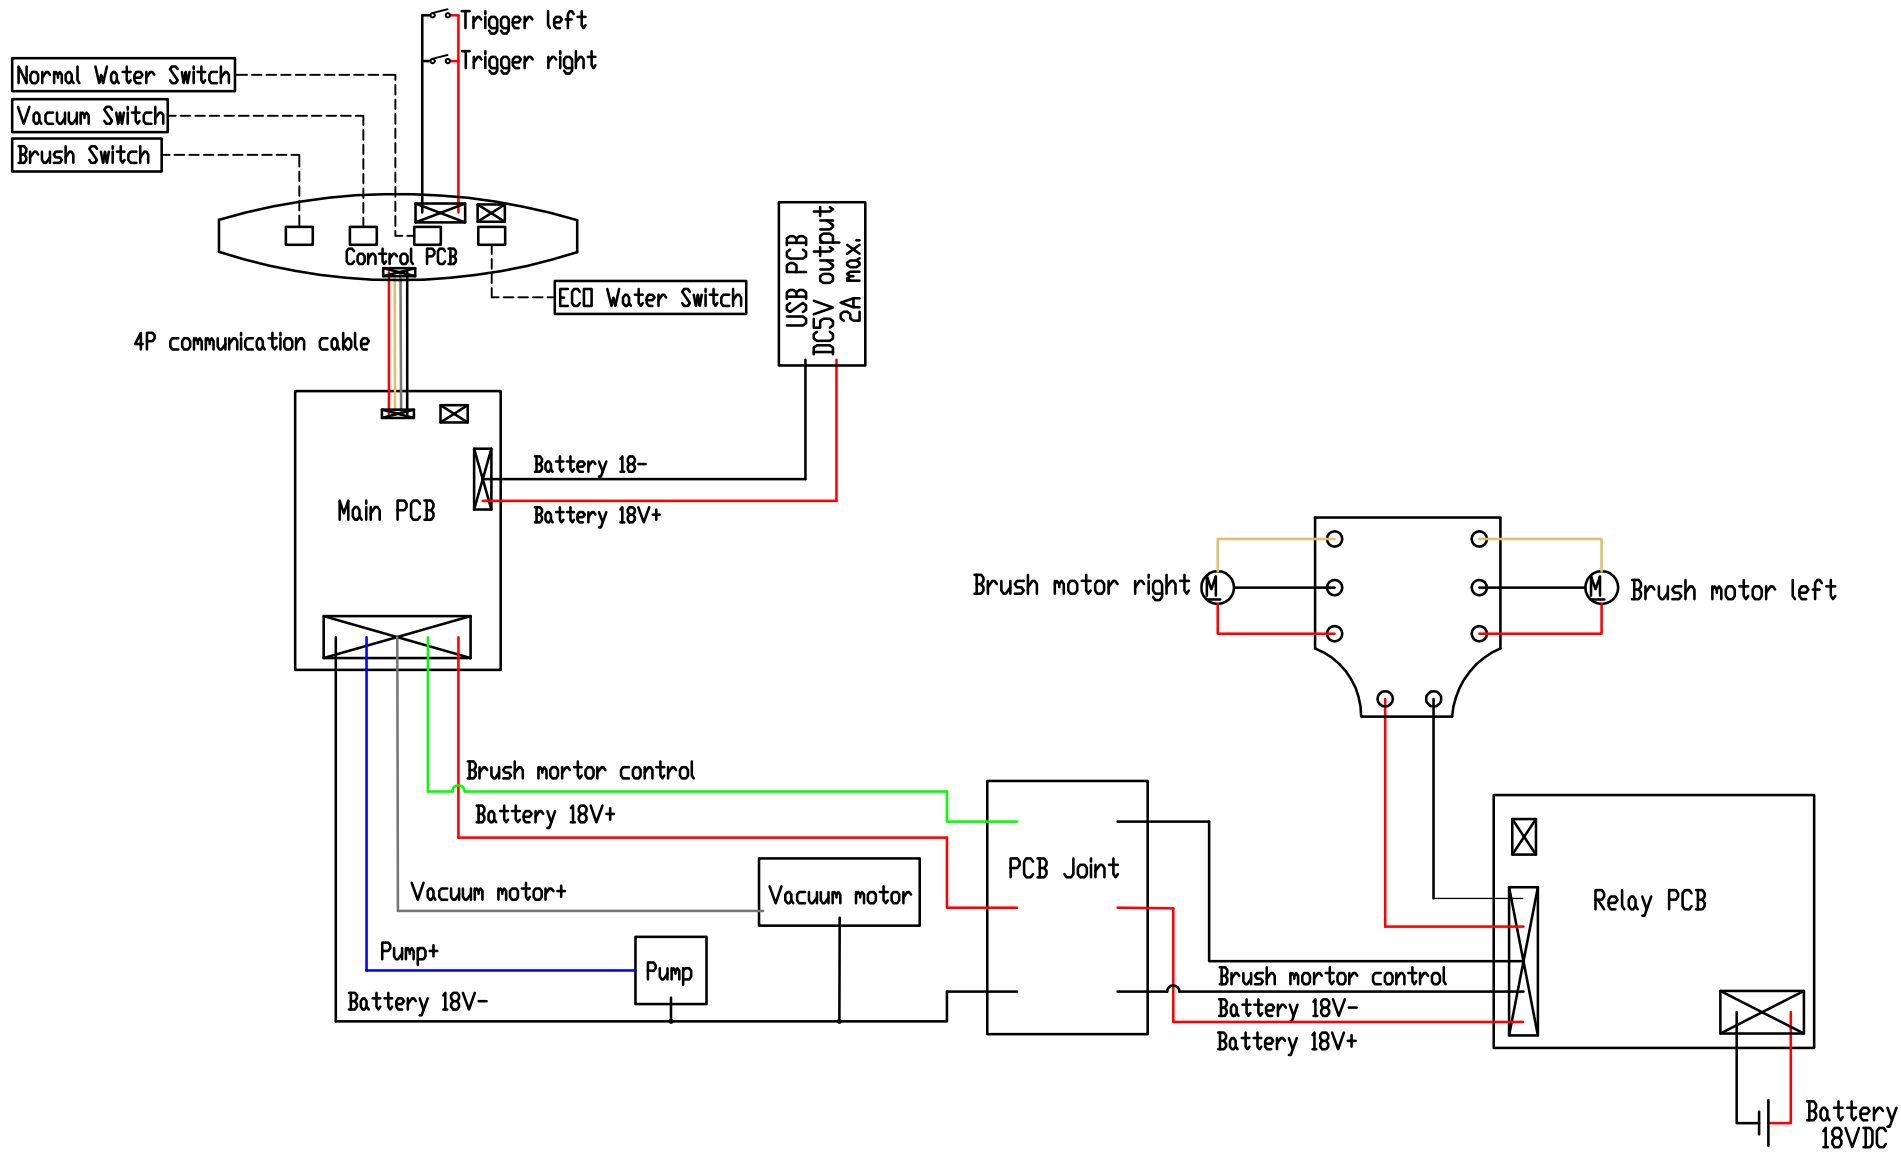 Trigger left
Trigger right
Normal Water Switch
Vacuum Switch
Brush Switch
Control PCB
ECO Water Switch
USB PCB
DC5V output
2A max.
4P communication cable
Battery 18-
Battery 18V+
Main PCB
Brush motor right
M
M
Brush motor left
Brush mortor control
Battery 18V+
PCB Joint
Vacuum motor+
Vacuum motor
Relay PCB
Pump+
Pump
Battery 18V-
Brush mortor control
Battery 18V-
Battery 18V+
Battery
18VDC